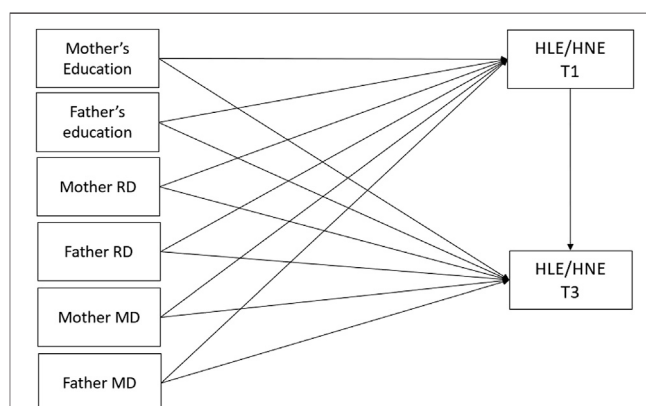 Mother's
Education
Father's
education
Mother RD
Father RD
Mother MD
Father MD
HLE/HNE
T1
HLE/HNE
T3